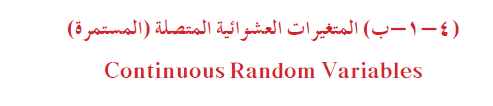 (٤-١-ب) المتغيرات العشوائية المتصلة (المستمرة)
Continuous Random Variables